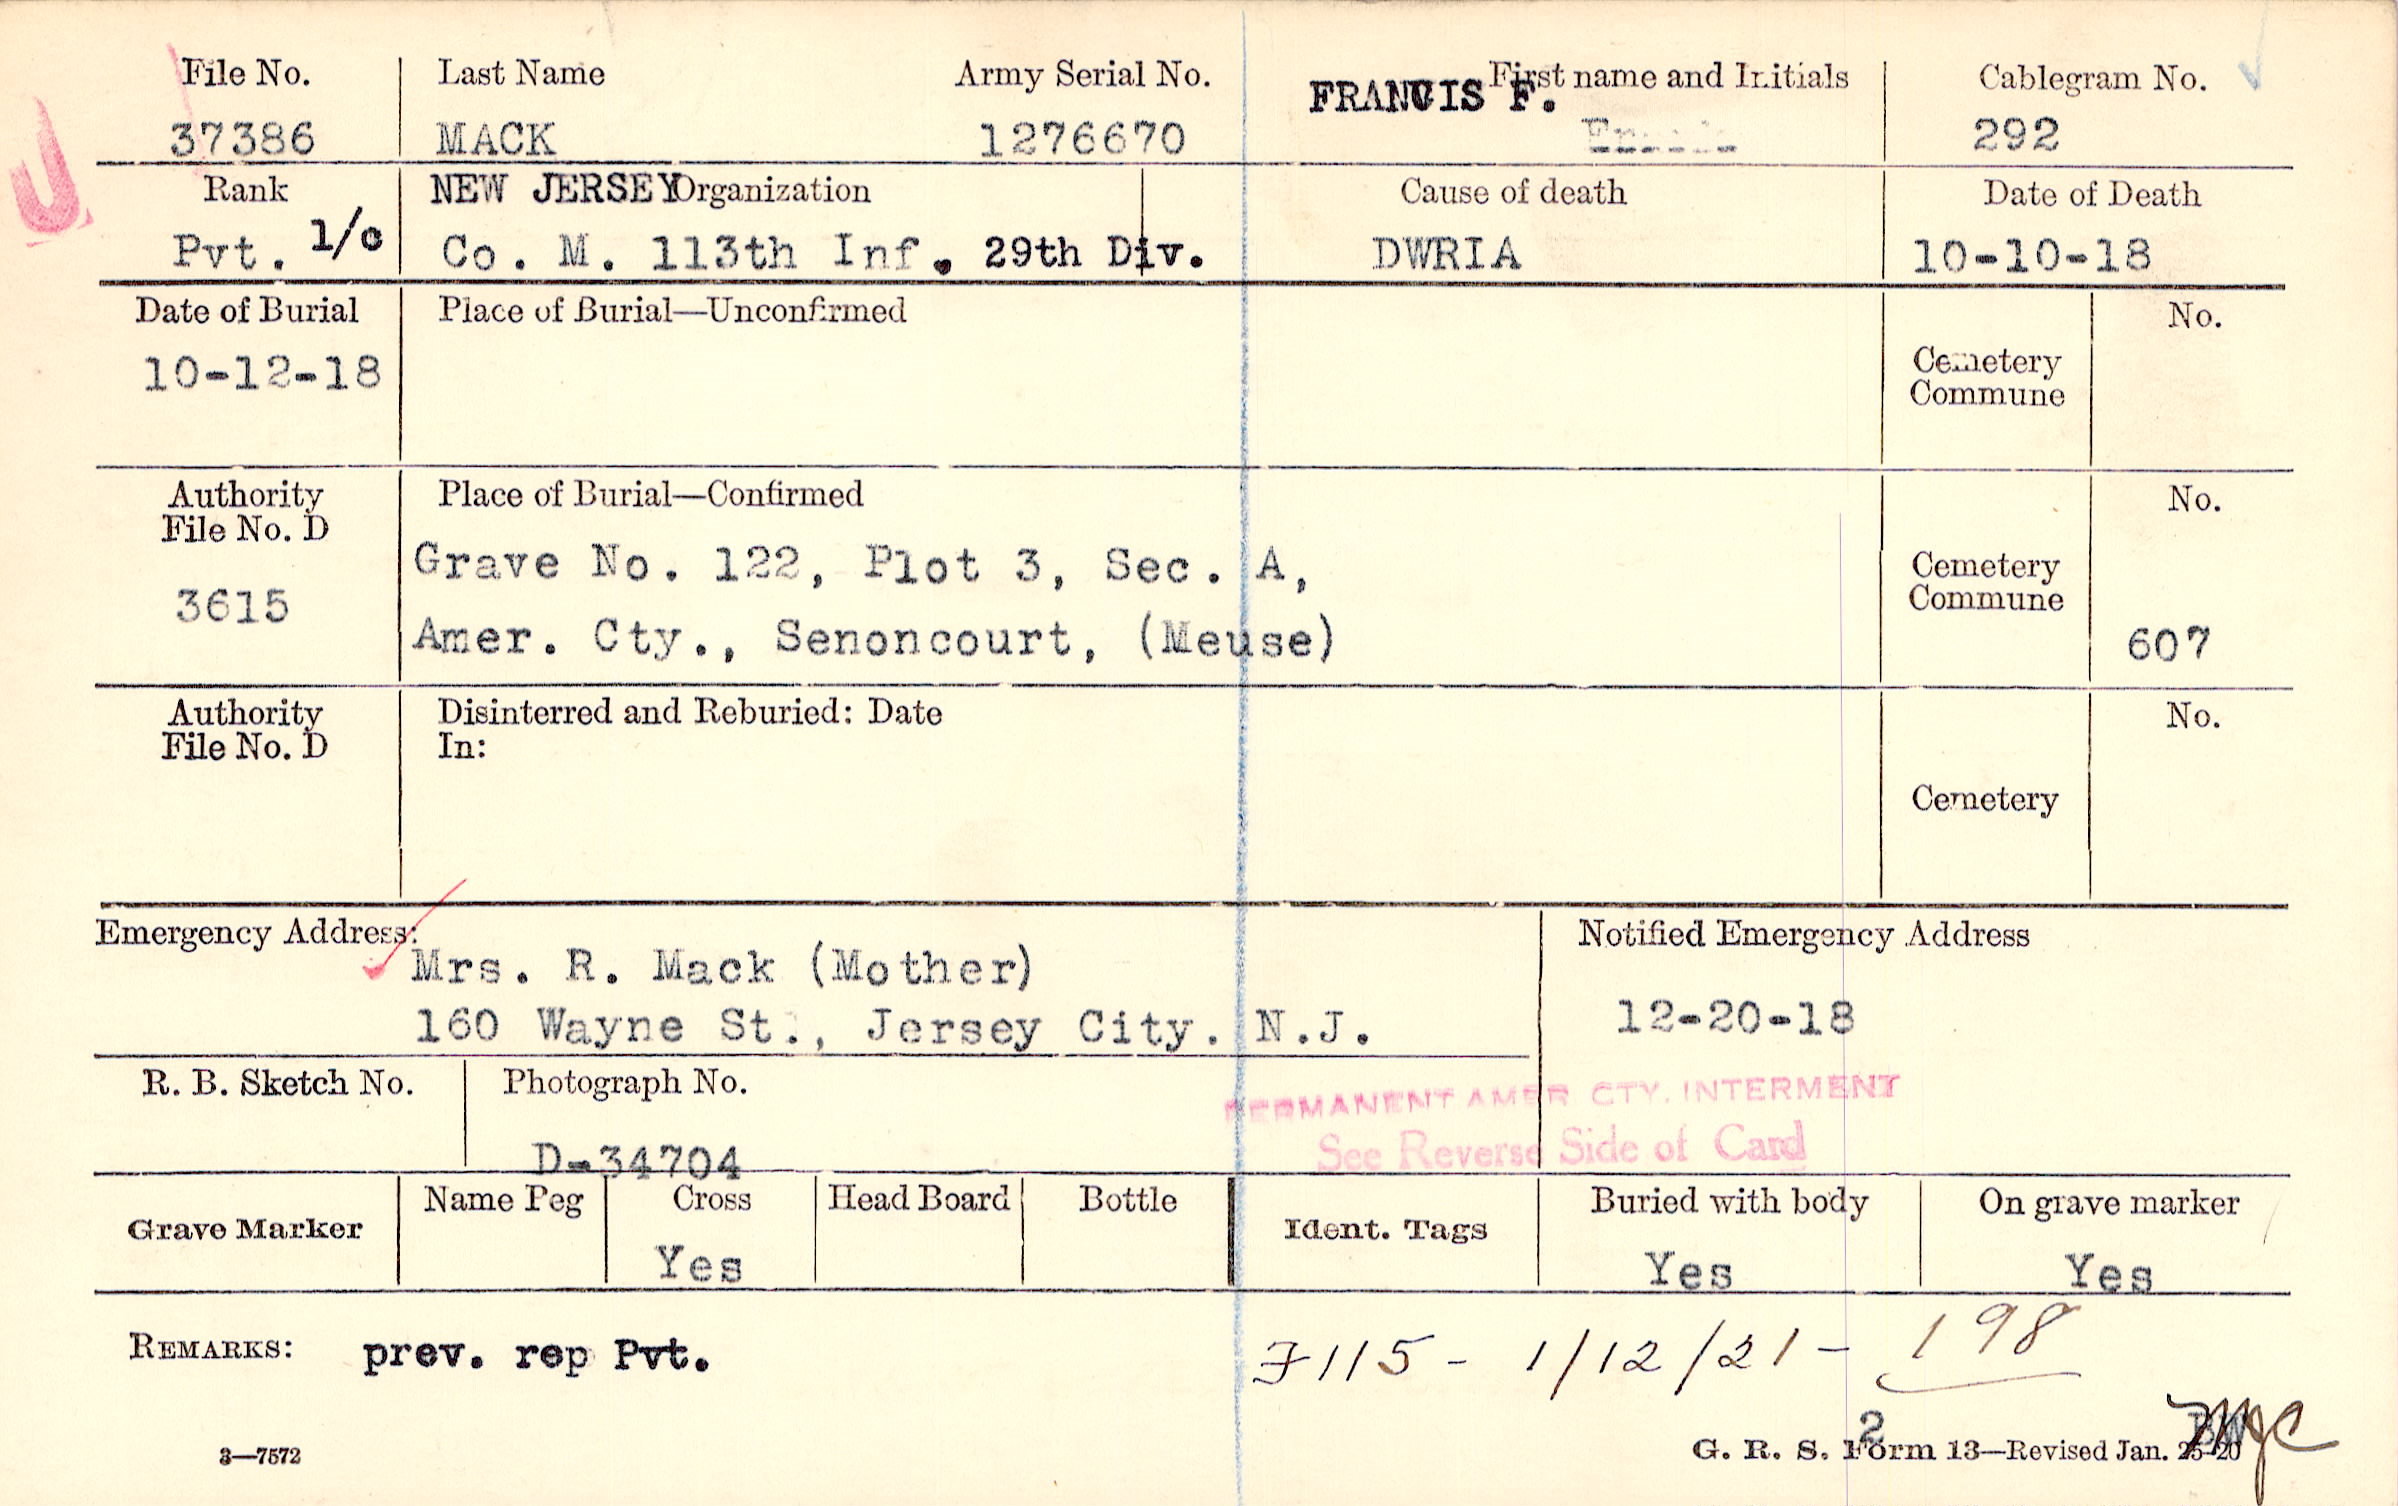 File No. Last Name Army Serial No. First name and Initials Cablegram No.
37386 MACK 1276670 FRANCIS F. 292
Rank NEW JERSEY Organization Cause of death Date of Death
Pvt. 1/c Co. M. 113th Inf. 29th Div. DWRIA 10-10-18
Date of Burial Place of Burial—Unconfirmed No.
10-12-18 Cemetery
Commune
Authority Place of Burial—Confirmed No.
File No. D
3615 Grave No. 122, Plot 3, Sec. A, Cemetery
Commune
Amer. Cty., Senoncourt, (Meuse) 607
Authority Disinterred and Reburied: Date No.
File No. D In:
Cemetery
Emergency Address: Notified Emergency Address
Mrs. R. Mack (Mother)
160 Wayne St., Jersey City. N.J. 12-20-18
R. B. Sketch No. Photograph No.
PERMANENT AMER CTY. INTERMENT
D-34704 See Reverse Side of Card
Grave Marker Name Peg Cross Head Board Bottle Ident. Tags Buried with body On grave marker
Yes Yes Yes
REMARKS: prev. rep Pvt. F115 - 1/12/21 - 198
2
3—7572 G. R. S. Form 13—Revised Jan. 25-20
U